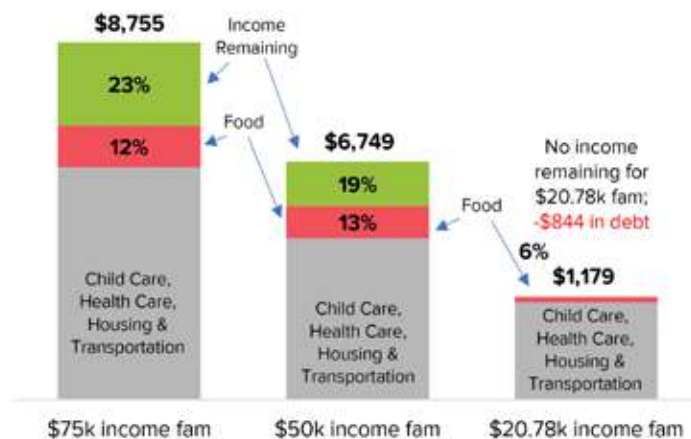 $8,755
Income
Remaining
23%
Food
12%
$6,749
19%
13%
No income
remaining for
$20.78k fam;
-$844 in debt
Food
6%
$1,179
Child Care,
Health Care,
Housing &
Transportation
Child Care,
Health Care,
Housing &
Transportation
Child Care,
Health Care,
Housing &
Transportation
$75k income fam
$50k income fam
$20.78k income fam